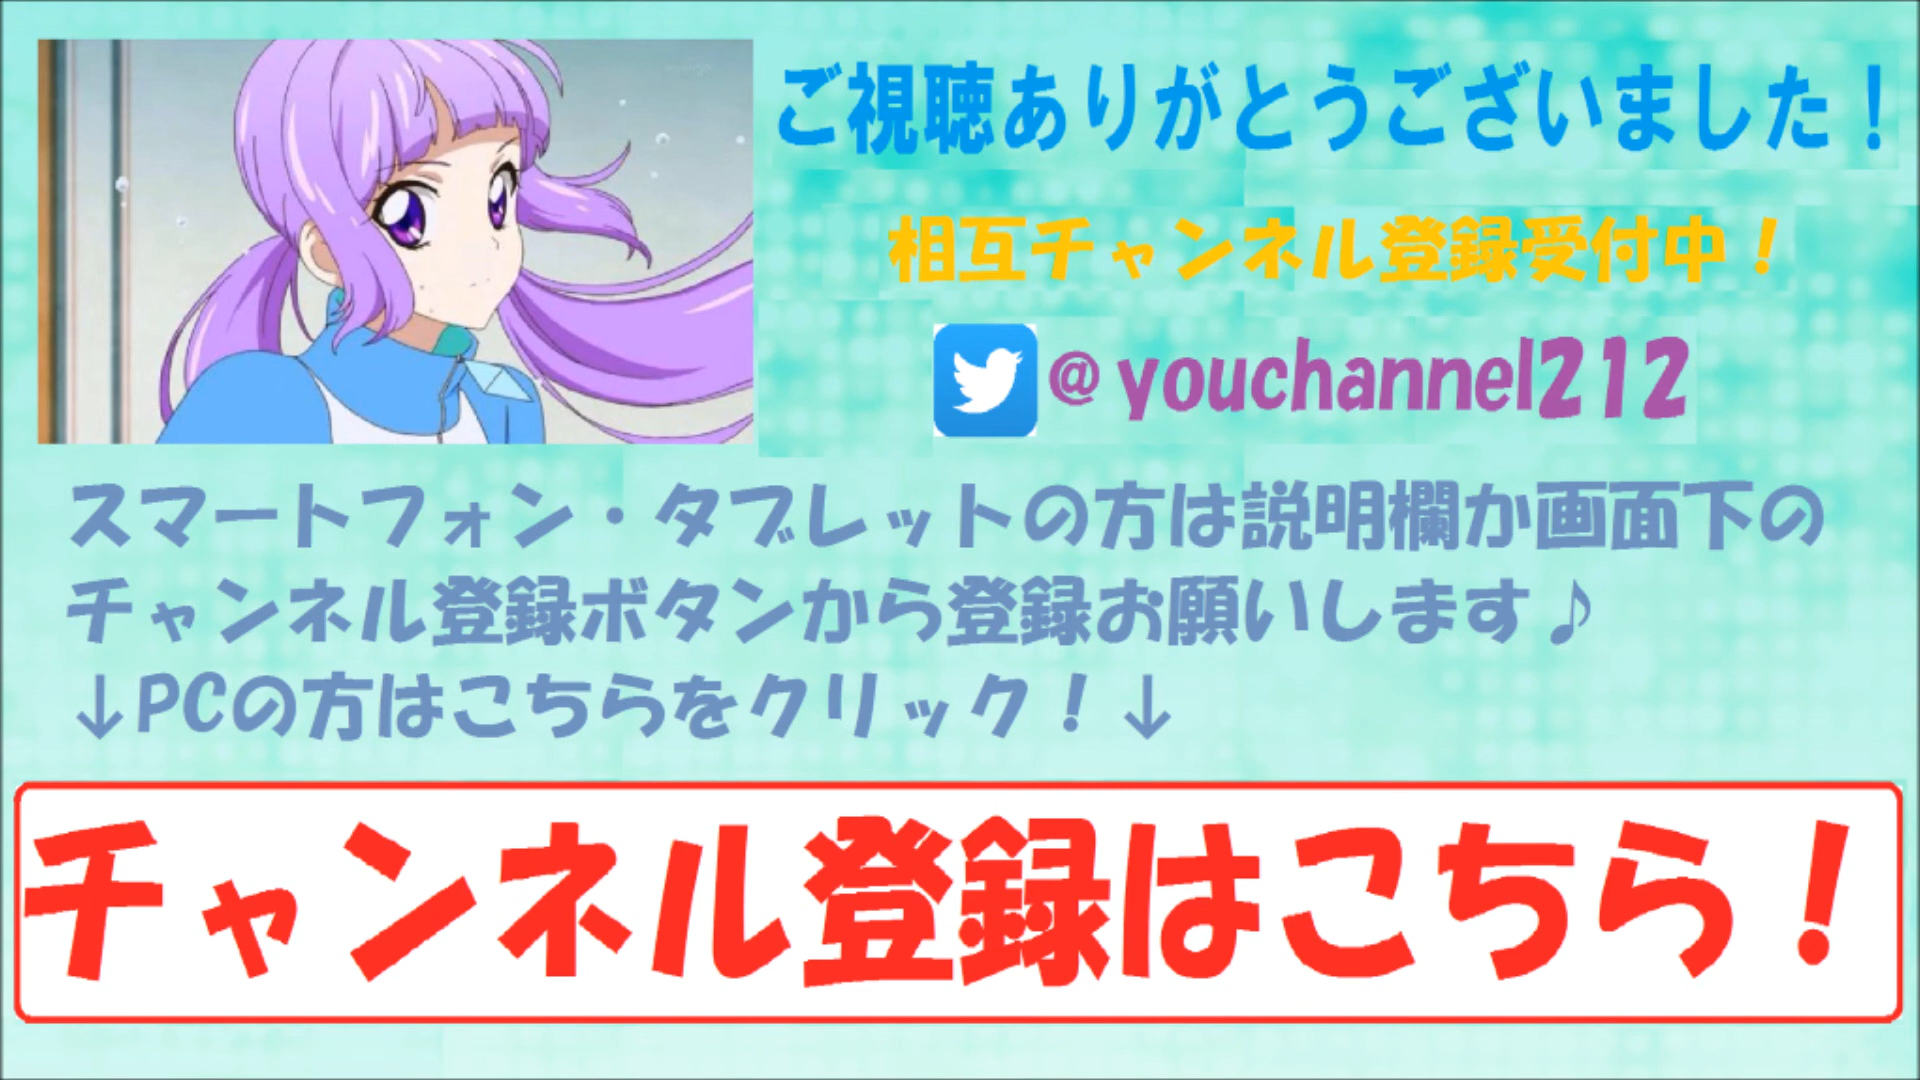 ご視聴ありがとうございました！
相互チャンネル登録受付中！
@youchannel212
スマートフォン・タブレットの方は説明欄か画面下の
チャンネル登録ボタンから登録お願いします♪
↓PCの方はこちらをクリック！↓
チャンネル登録はこちら！